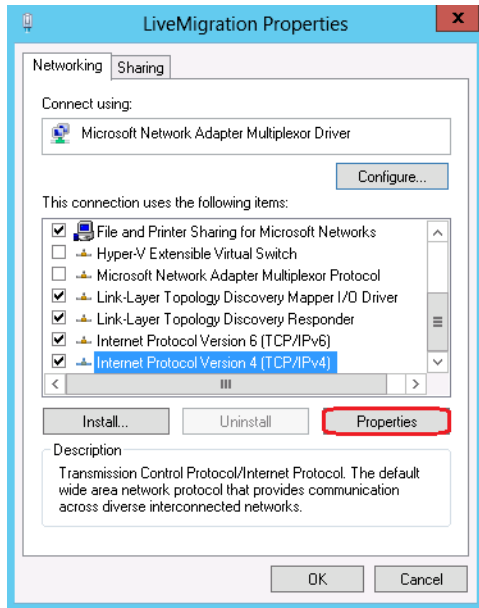 LiveMigration Properties
x
Networking
Sharing
Connect using:
Microsoft Network Adapter Multiplexor Driver
Configure...
This connection uses the following items:
File and Printer Sharing for Microsoft Networks
Hyper-V Extensible Virtual Switch
Microsoft Network Adapter Multiplexor Protocol
Link-Layer Topology Discovery Mapper I/O Driver
Link-Layer Topology Discovery Responder
Internet Protocol Version 6 (TCP/IPv6)
Internet Protocol Version 4 (TCP/IPv4)
Install...
Uninstall
Properties
Description
Transmission Control Protocol/Internet Protocol. The default
wide area network protocol that provides communication
across diverse interconnected networks.
OK
Cancel